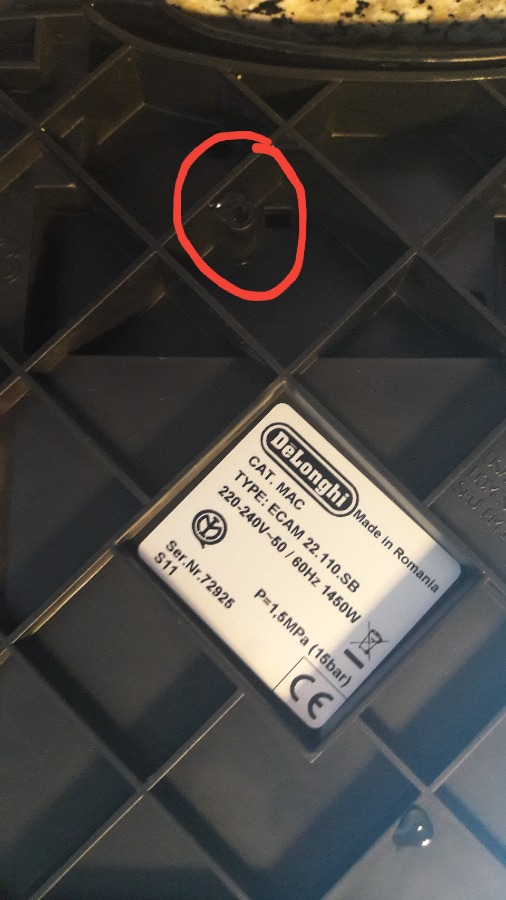 DeLonghi
Made in Romania
CAT. MAC
TYPE: ECAM 22.110.SB
220-240V~50 / 60Hz 1450W
P=1,5MPa (15bar)
Ser.Nr.72925
S11
CE